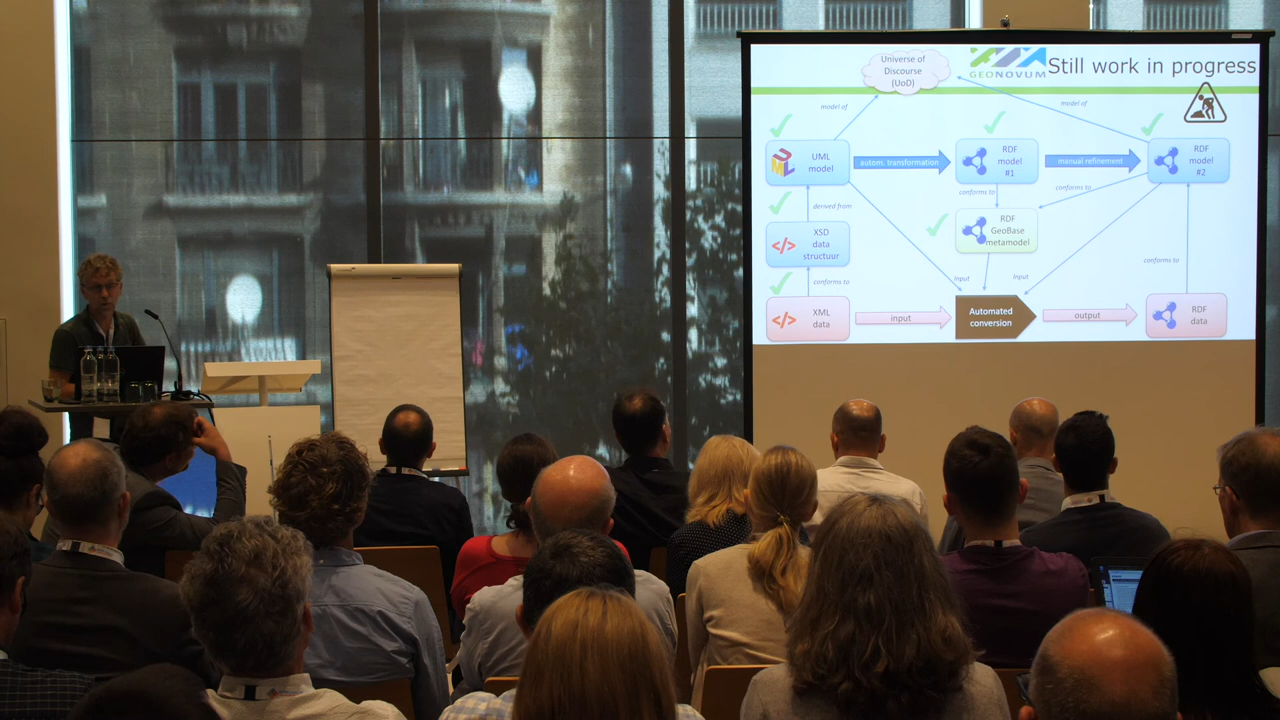 Universe of
Discourse
(UoD)
GEONOVUM
Still work in progress
model of
model of
UML
UML
model
autom. transformation
RDF
model
#1
manual refinement
RDF
model
#2
derived from
conforms to
conforms to
XSD
data
structuur
RDF
GeoBase
metamodel
conforms to
conforms to
Input
Input
XML
data
input
Automated
conversion
output
RDF
data